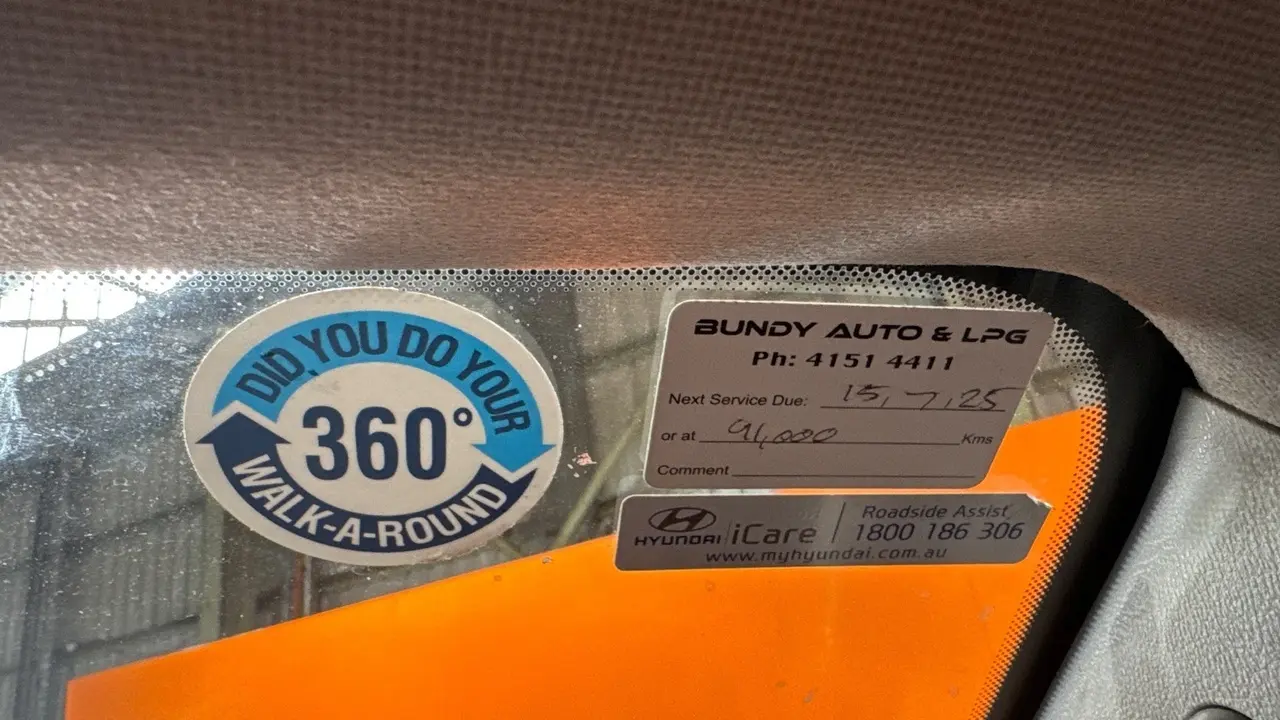 DID YOU DO YOUR
360°
WALK-A-ROUND
BUNDY AUTO & LPG
Ph: 4151 4411
Next Service Due: 15, 7, 25
or at 91,000 Kms
Comment
HYUNDAI iCare
Roadside Assist
1800 186 306
www.myhyundai.com.au